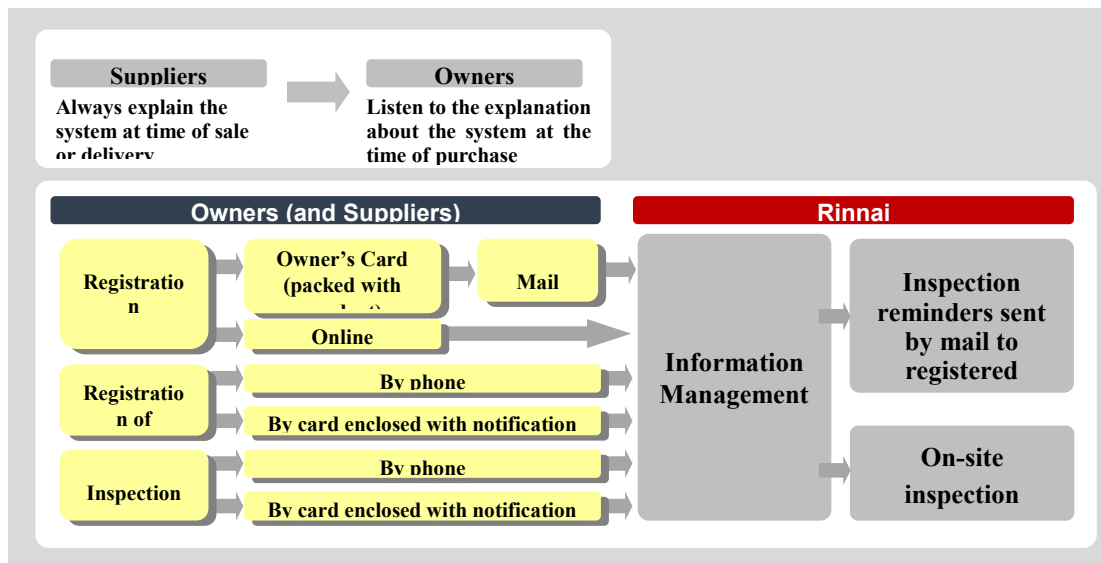 Suppliers
Always explain the
system at time of sale
or delivery
Owners
Listen to the explanation
about the system at the
time of purchase
Owners (and Suppliers)
Rinnai
Registratio
n
Owner's Card
(packed with
Mail
Online
Registratio
n of
By phone
By card enclosed with notification
Inspection
By phone
By card enclosed with notification
Information
Management
Inspection
reminders sent
by mail to
registered
On-site
inspection